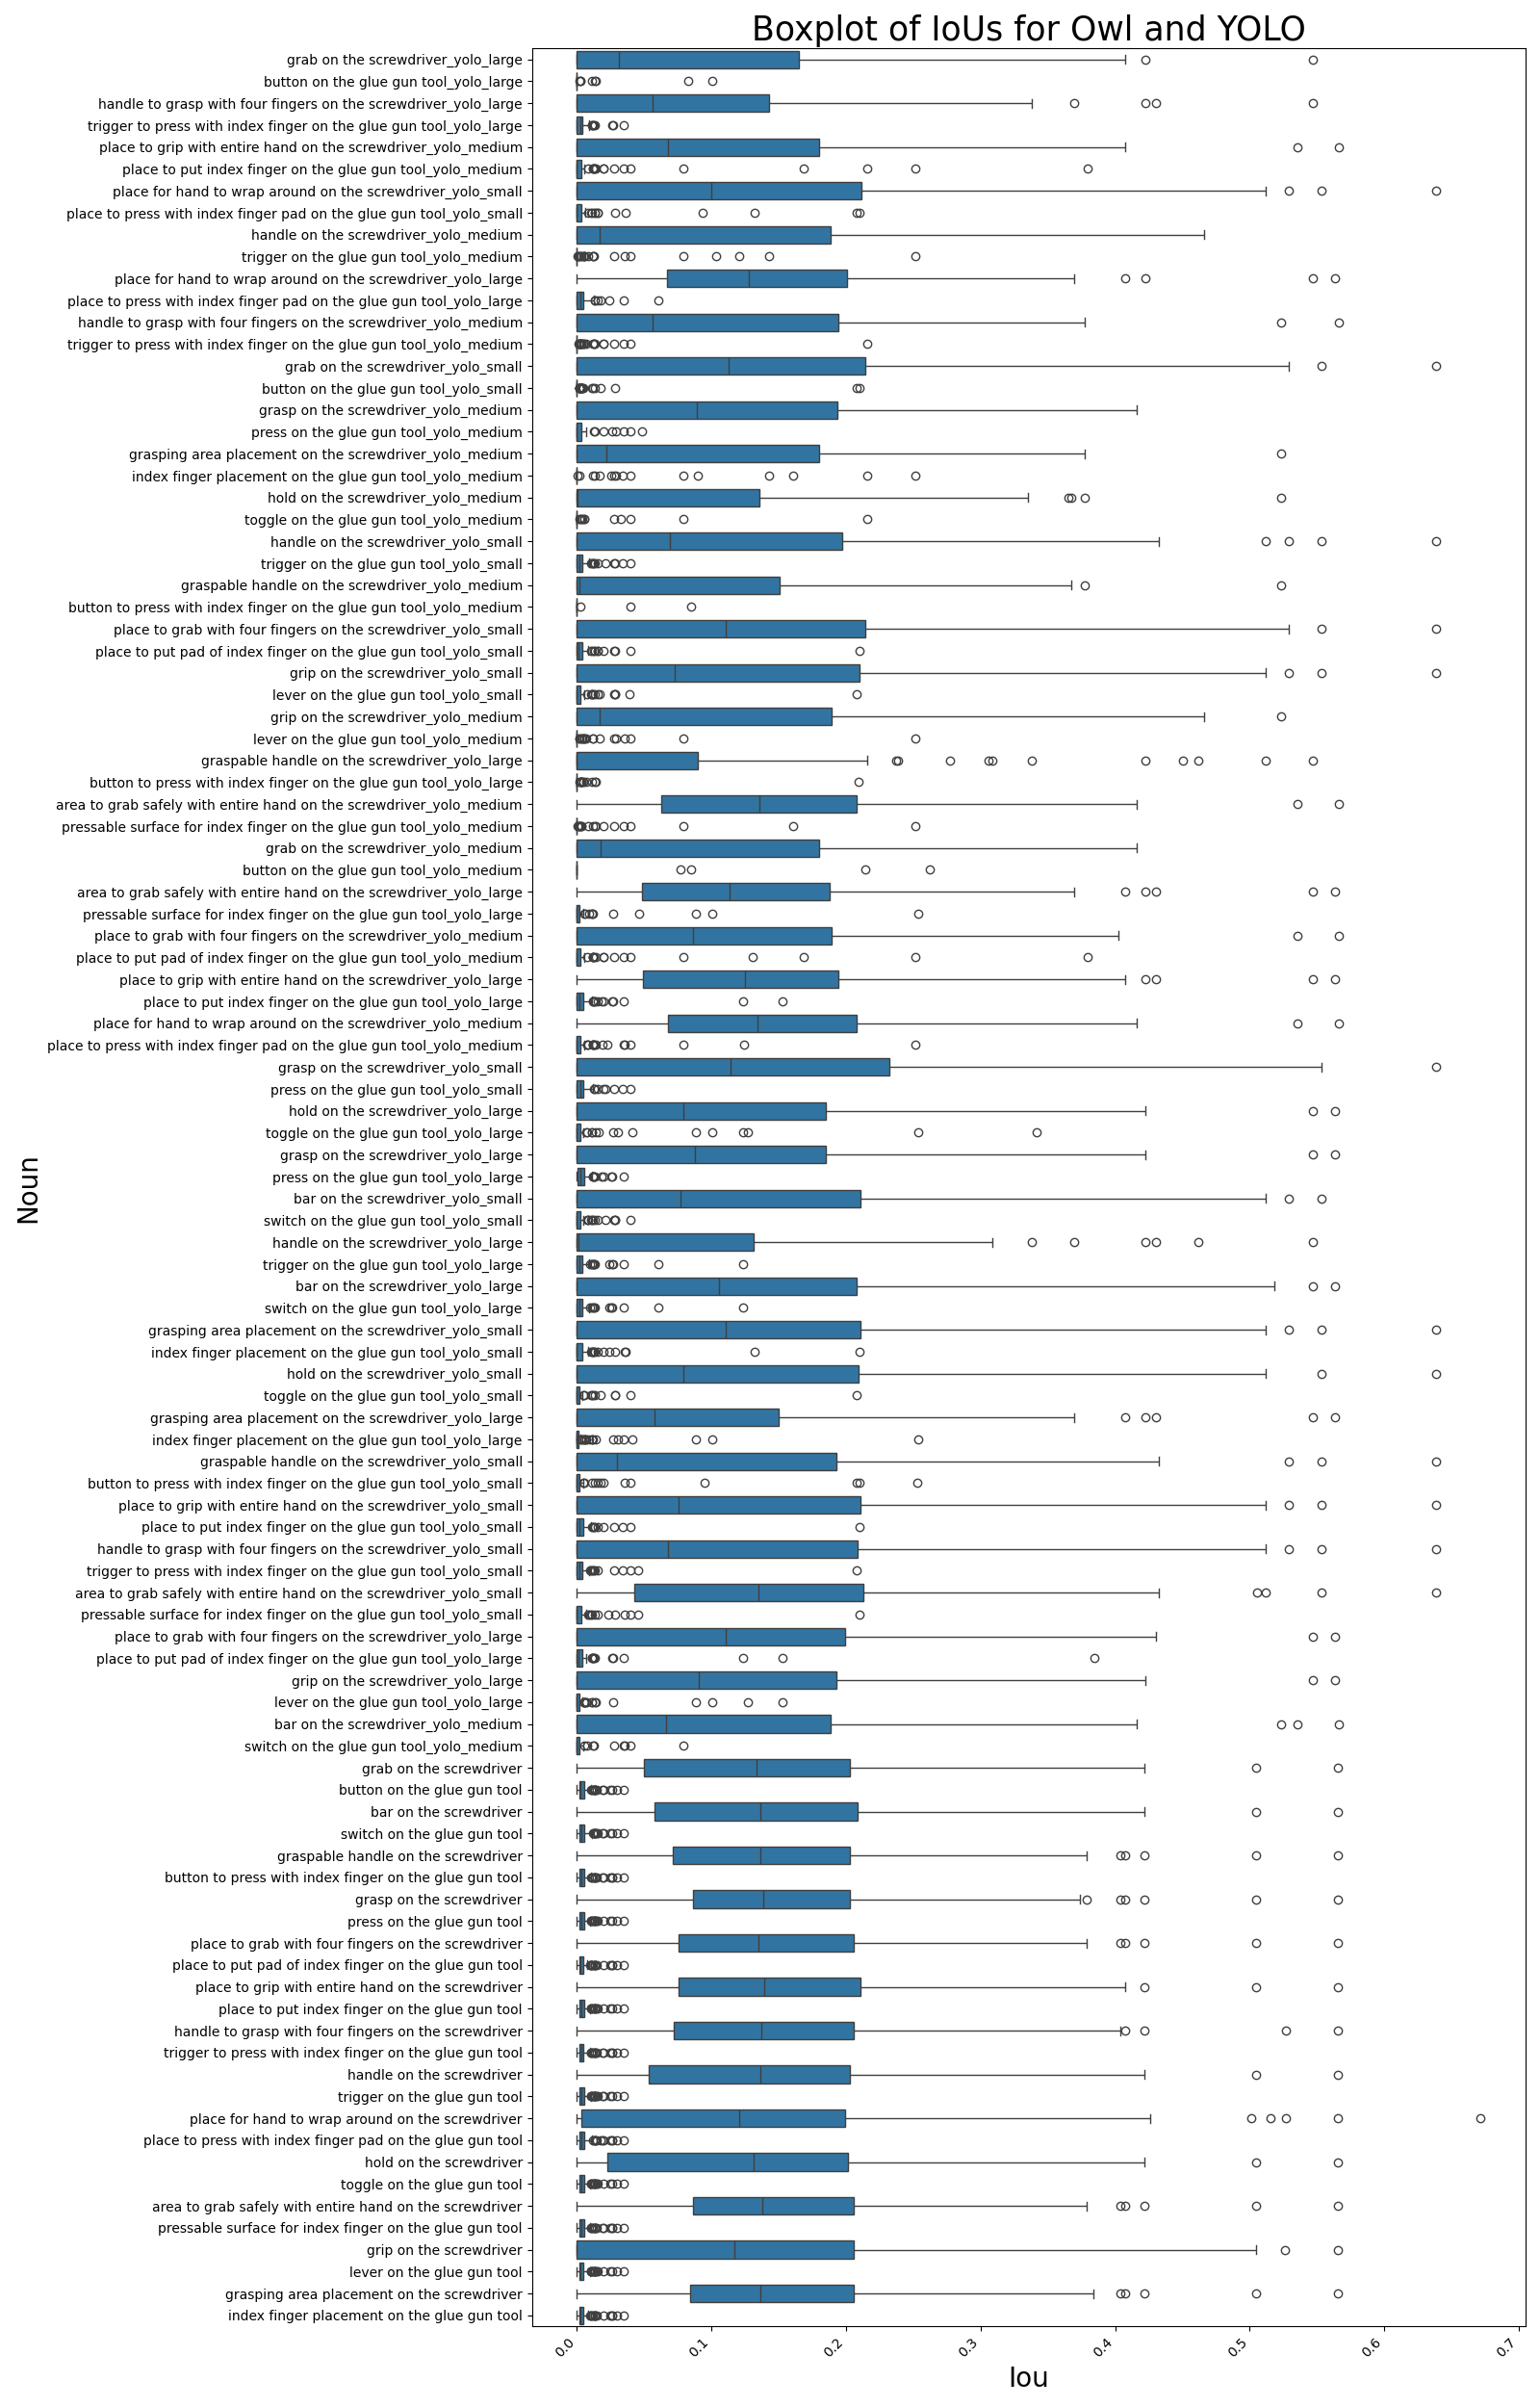 Boxplot of IoUs for Owl and YOLO
grab on the screwdriver_yolo_large
button on the glue gun tool_yolo_large
handle to grasp with four fingers on the screwdriver_yolo_large
trigger to press with index finger on the glue gun tool_yolo_large
place to grip with entire hand on the screwdriver_yolo_medium
place to put index finger on the glue gun tool_yolo_medium
place for hand to wrap around on the screwdriver_yolo_small
place to press with index finger pad on the glue gun tool_yolo_small
handle on the screwdriver_yolo_medium
trigger on the glue gun tool_yolo_medium
place for hand to wrap around on the screwdriver_yolo_large
place to press with index finger pad on the glue gun tool_yolo_large
handle to grasp with four fingers on the screwdriver_yolo_medium
trigger to press with index finger on the glue gun tool_yolo_medium
grab on the screwdriver_yolo_small
button on the glue gun tool_yolo_small
grasp on the screwdriver_yolo_medium
press on the glue gun tool_yolo_medium
grasping area placement on the screwdriver_yolo_medium
index finger placement on the glue gun tool_yolo_medium
hold on the screwdriver_yolo_medium
toggle on the glue gun tool_yolo_medium
handle on the screwdriver_yolo_small
trigger on the glue gun tool_yolo_small
graspable handle on the screwdriver_yolo_medium
button to press with index finger on the glue gun tool_yolo_medium
place to grab with four fingers on the screwdriver_yolo_small
place to put pad of index finger on the glue gun tool_yolo_small
grip on the screwdriver_yolo_small
lever on the glue gun tool_yolo_small
grip on the screwdriver_yolo_medium
lever on the glue gun tool_yolo_medium
graspable handle on the screwdriver_yolo_large
button to press with index finger on the glue gun tool_yolo_large
area to grab safely with entire hand on the screwdriver_yolo_medium
pressable surface for index finger on the glue gun tool_yolo_medium
grab on the screwdriver_yolo_medium
button on the glue gun tool_yolo_medium
area to grab safely with entire hand on the screwdriver_yolo_large
pressable surface for index finger on the glue gun tool_yolo_large
place to grab with four fingers on the screwdriver_yolo_medium
place to put pad of index finger on the glue gun tool_yolo_medium
place to grip with entire hand on the screwdriver_yolo_large
place to put index finger on the glue gun tool_yolo_large
place for hand to wrap around on the screwdriver_yolo_medium
place to press with index finger pad on the glue gun tool_yolo_medium
grasp on the screwdriver_yolo_small
press on the glue gun tool_yolo_small
hold on the screwdriver_yolo_large
toggle on the glue gun tool_yolo_large
grasp on the screwdriver_yolo_large
press on the glue gun tool_yolo_large
bar on the screwdriver_yolo_small
switch on the glue gun tool_yolo_small
handle on the screwdriver_yolo_large
trigger on the glue gun tool_yolo_large
bar on the screwdriver_yolo_large
switch on the glue gun tool_yolo_large
grasping area placement on the screwdriver_yolo_small
index finger placement on the glue gun tool_yolo_small
hold on the screwdriver_yolo_small
toggle on the glue gun tool_yolo_small
grasping area placement on the screwdriver_yolo_large
index finger placement on the glue gun tool_yolo_large
graspable handle on the screwdriver_yolo_small
button to press with index finger on the glue gun tool_yolo_small
place to grip with entire hand on the screwdriver_yolo_small
place to put index finger on the glue gun tool_yolo_small
handle to grasp with four fingers on the screwdriver_yolo_small
trigger to press with index finger on the glue gun tool_yolo_small
area to grab safely with entire hand on the screwdriver_yolo_small
pressable surface for index finger on the glue gun tool_yolo_small
place to grab with four fingers on the screwdriver_yolo_large
place to put pad of index finger on the glue gun tool_yolo_large
grip on the screwdriver_yolo_large
lever on the glue gun tool_yolo_large
bar on the screwdriver_yolo_medium
switch on the glue gun tool_yolo_medium
grab on the screwdriver
button on the glue gun tool
bar on the screwdriver
switch on the glue gun tool
graspable handle on the screwdriver
button to press with index finger on the glue gun tool
grasp on the screwdriver
press on the glue gun tool
place to grab with four fingers on the screwdriver
place to put pad of index finger on the glue gun tool
place to grip with entire hand on the screwdriver
place to put index finger on the glue gun tool
handle to grasp with four fingers on the screwdriver
trigger to press with index finger on the glue gun tool
handle on the screwdriver
trigger on the glue gun tool
place for hand to wrap around on the screwdriver
place to press with index finger pad on the glue gun tool
hold on the screwdriver
toggle on the glue gun tool
area to grab safely with entire hand on the screwdriver
pressable surface for index finger on the glue gun tool
grip on the screwdriver
lever on the glue gun tool
grasping area placement on the screwdriver
index finger placement on the glue gun tool
Noun
0.0 0.1 0.2 0.3 0.4 0.5 0.6 0.7
Iou